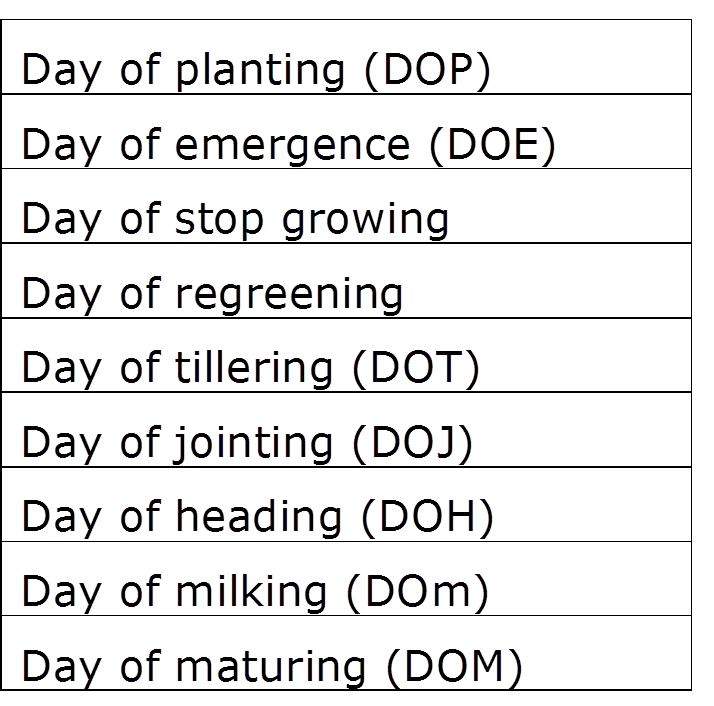 Day of planting (DOP)
Day of emergence (DOE)
Day of stop growing
Day of regreening
Day of tillering (DOT)
Day of jointing (DOJ)
Day of heading (DOH)
Day of milking (DOm)
Day of maturing (DOM)